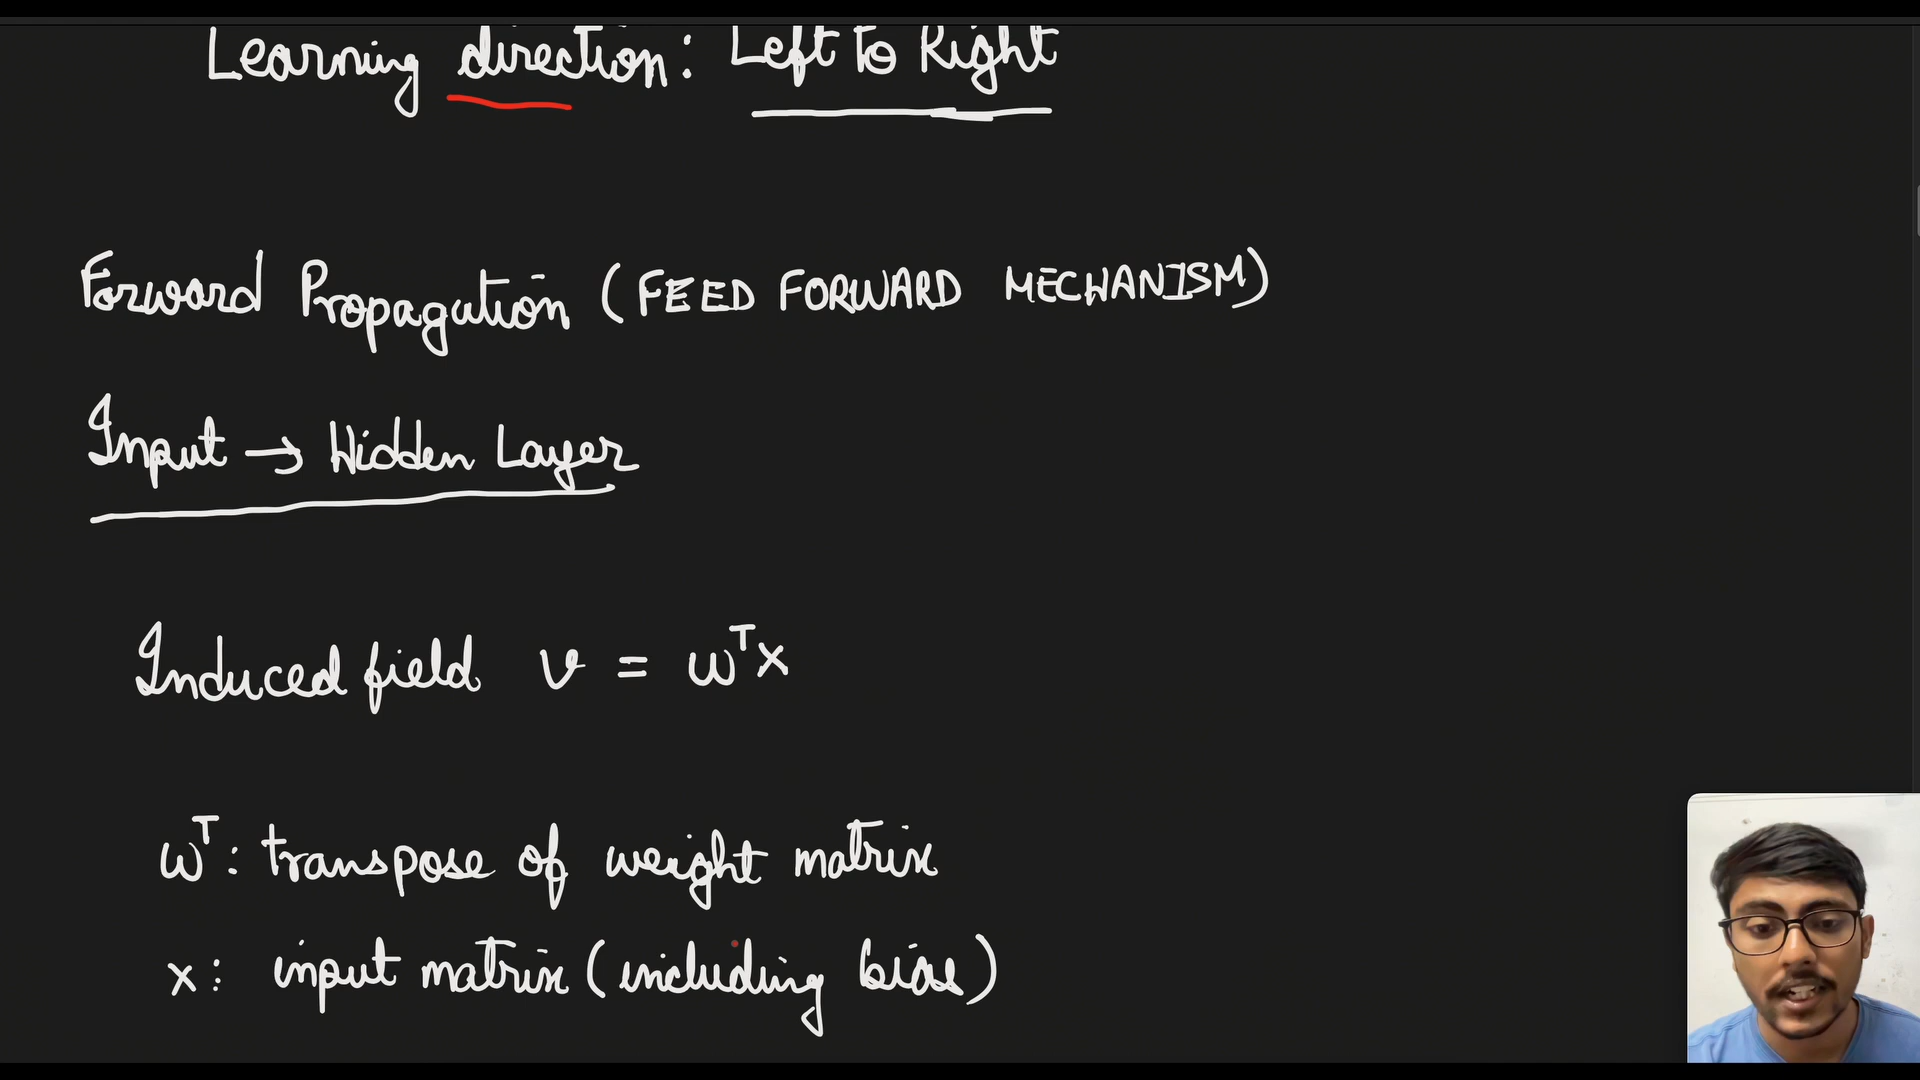 Learning direction: Left to Right
Forward Propagation (FEED FORWARD MECHANISM)
Input → Hidden Layer
Induced field v = wᵀx
wᵀ: transpose of weight matrix
x: input matrix (including bias)